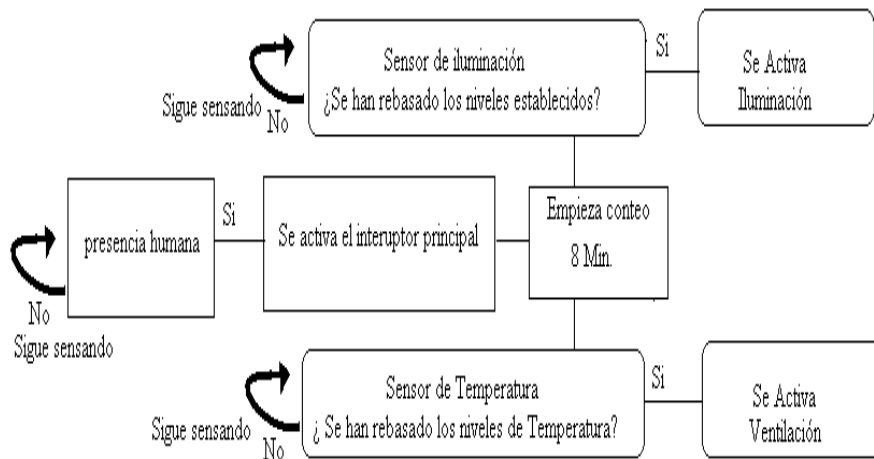 Sensor de iluminación
¿Se han rebasado los niveles establecidos?
Sigue sensando
No
Si
Se Activa
Iluminación
presencia humana
Si
No
Sigue sensando
Se activa el interuptor principal
Empieza conteo
8 Min.
Sensor de Temperatura
¿ Se han rebasado los niveles de Temperatura?
Sigue sensando
No
Si
Se Activa
Ventilación